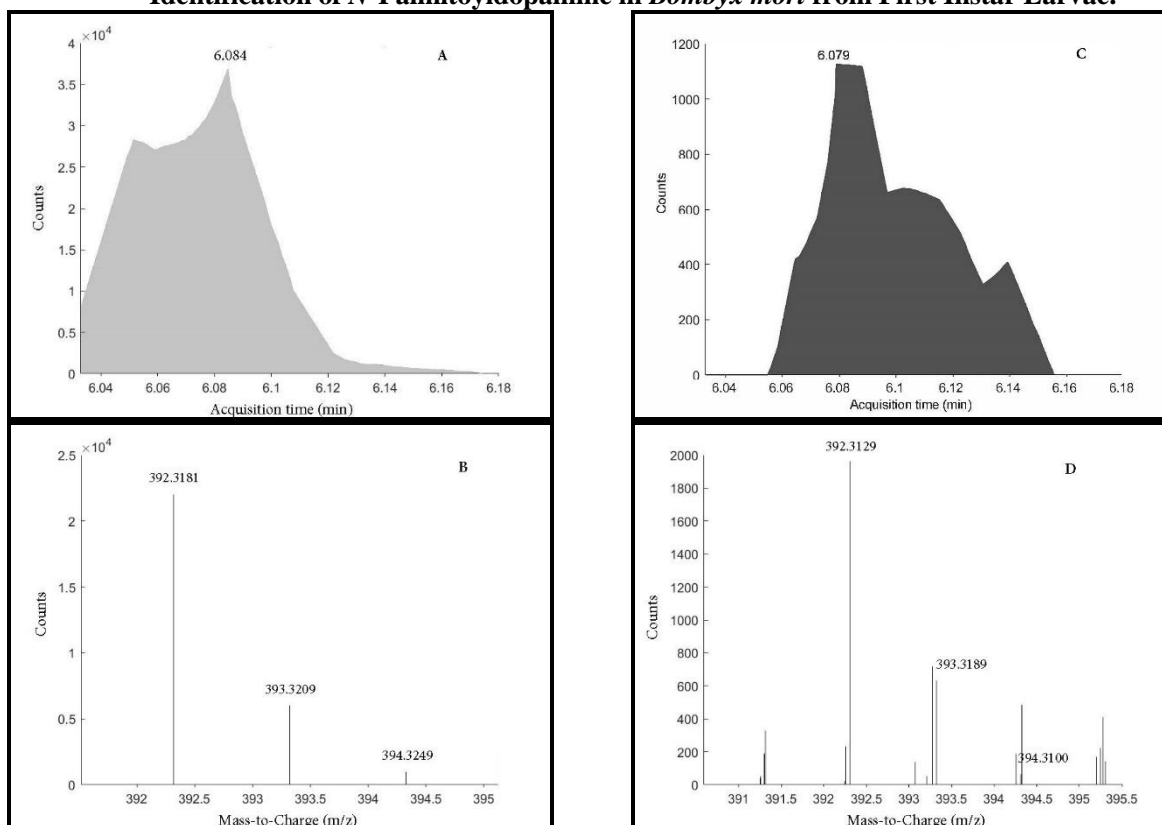 Identification of N-Palmitoyldopamine in Bombyx mori from First Instar Larvae.
×10⁴
4
3.5
3
2.5
2
1.5
1
0.5
0
Counts
6.084
A
6.04 6.06 6.08 6.1 6.12 6.14 6.16 6.18
Acquisition time (min)
1200
1000
800
600
400
200
0
Counts
6.079
C
6.04 6.06 6.08 6.1 6.12 6.14 6.16 6.18
Acquisition time (min)
×10⁴
2.5
2
1.5
1
0.5
0
Counts
392.3181
B
393.3209
394.3249
392 392.5 393 393.5 394 394.5 395
Mass-to-Charge (m/z)
2000
1800
1600
1400
1200
1000
800
600
400
200
0
Counts
392.3129
D
393.3189
394.3100
391 391.5 392 392.5 393 393.5 394 394.5 395 395.5
Mass-to-Charge (m/z)